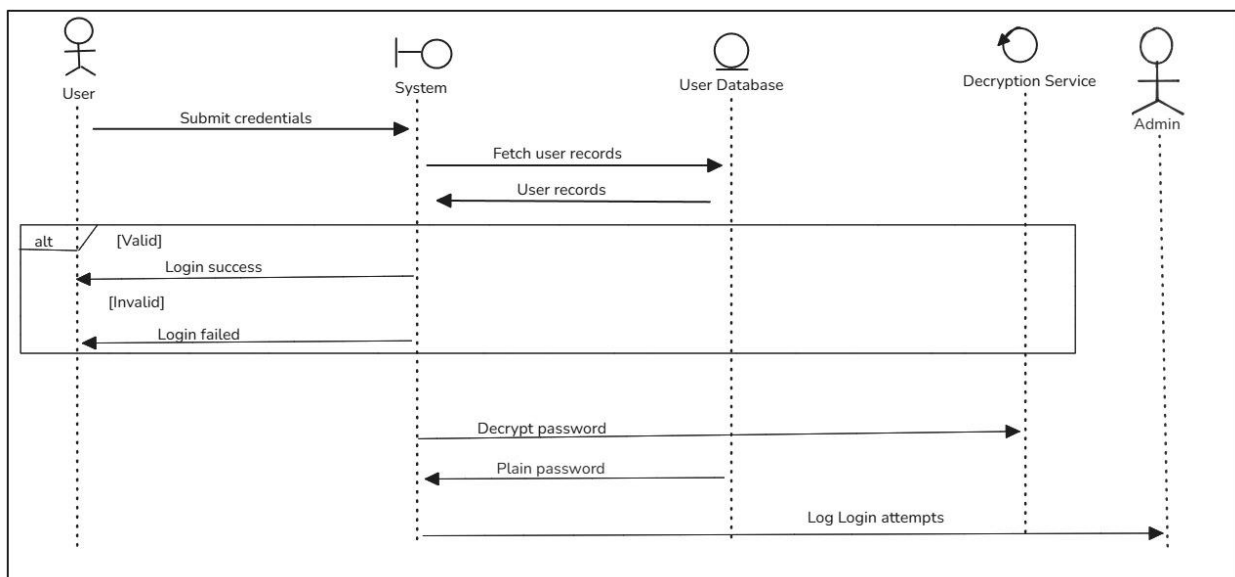 User
System
User Database
Decryption Service
Admin
Submit credentials
Fetch user records
User records
alt
[Valid]
Login success
[Invalid]
Login failed
Decrypt password
Plain password
Log Login attempts